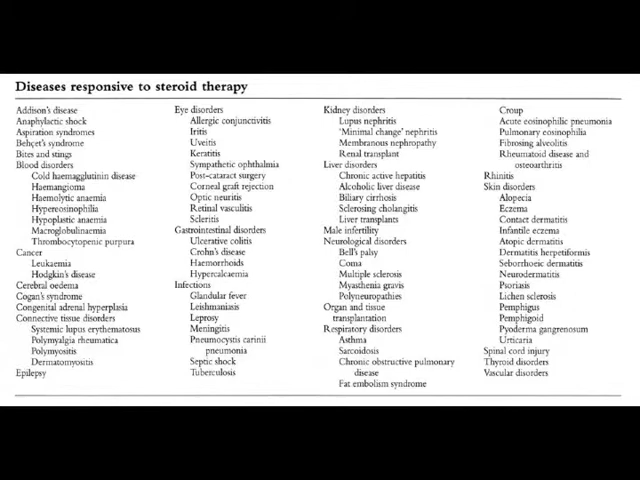 Diseases responsive to steroid therapy
Addison's disease
Anaphylactic shock
Aspiration syndromes
Behçet's syndrome
Bites and stings
Blood disorders
Cold haemagglutinin disease
Haemangioma
Haemolytic anaemia
Hypereosinophilia
Hypoplastic anaemia
Macroglobulinaemia
Thrombocytopenic purpura
Cancer
Leukaemia
Hodgkin's disease
Cerebral oedema
Cogan's syndrome
Congenital adrenal hyperplasia
Connective tissue disorders
Systemic lupus erythematosus
Polymyalgia rheumatica
Polymyositis
Dermatomyositis
Epilepsy
Eye disorders
Allergic conjunctivitis
Iritis
Uveitis
Keratitis
Sympathetic ophthalmia
Post-cataract surgery
Corneal graft rejection
Optic neuritis
Retinal vasculitis
Scleritis
Gastrointestinal disorders
Ulcerative colitis
Crohn's disease
Haemorrhoids
Hypercalcaemia
Infections
Glandular fever
Leishmaniasis
Leprosy
Meningitis
Pneumocystis carinii
pneumonia
Septic shock
Tuberculosis
Kidney disorders
Lupus nephritis
'Minimal change' nephritis
Membranous nephropathy
Renal transplant
Liver disorders
Chronic active hepatitis
Alcoholic liver disease
Biliary cirrhosis
Sclerosing cholangitis
Liver transplants
Male infertility
Neurological disorders
Bell's palsy
Coma
Multiple sclerosis
Myasthenia gravis
Polyneuropathies
Organ and tissue
transplantation
Respiratory disorders
Asthma
Sarcoidosis
Chronic obstructive pulmonary
disease
Fat embolism syndrome
Croup
Acute eosinophilic pneumonia
Pulmonary eosinophilia
Fibrosing alveolitis
Rheumatoid disease and
osteoarthritis
Rhinitis
Skin disorders
Alopecia
Eczema
Contact dermatitis
Infantile eczema
Atopic dermatitis
Dermatitis herpetiformis
Seborrhoeic dermatitis
Neurodermatitis
Psoriasis
Lichen sclerosis
Pemphigus
Pemphigoid
Pyoderma gangrenosum
Urticaria
Spinal cord injury
Thyroid disorders
Vascular disorders